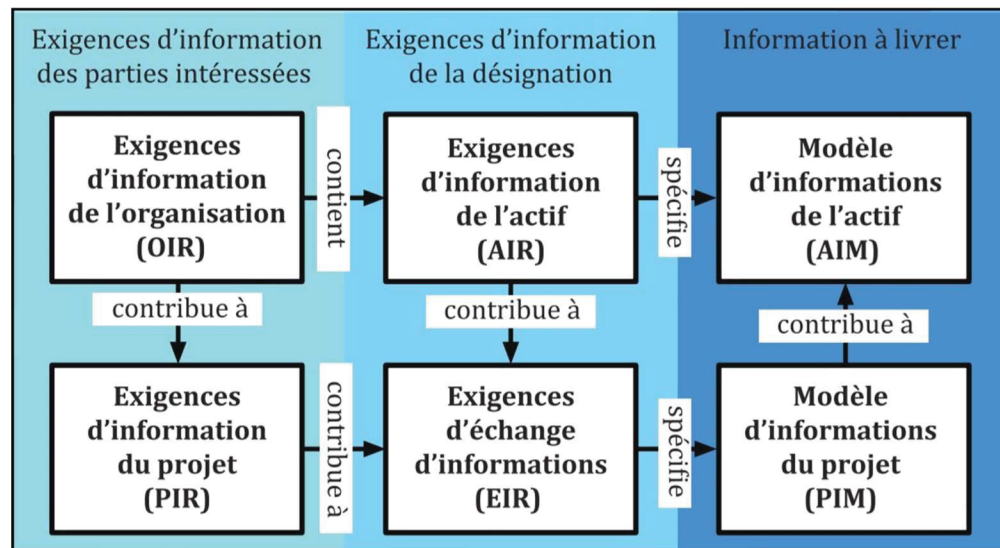 Exigences d'information
des parties intéressées
Exigences d'information
de la désignation
Information à livrer
Exigences
d'information
de l'organisation
(OIR)
contient
Exigences
d'information
de l'actif
(AIR)
spécifie
Modèle
d'informations
de l'actif
(AIM)
contribue à
contribue à
contribue à
Exigences
d'information
du projet
(PIR)
contribue à
Exigences
d'échange
d'informations
(EIR)
spécifie
Modèle
d'informations
du projet
(PIM)